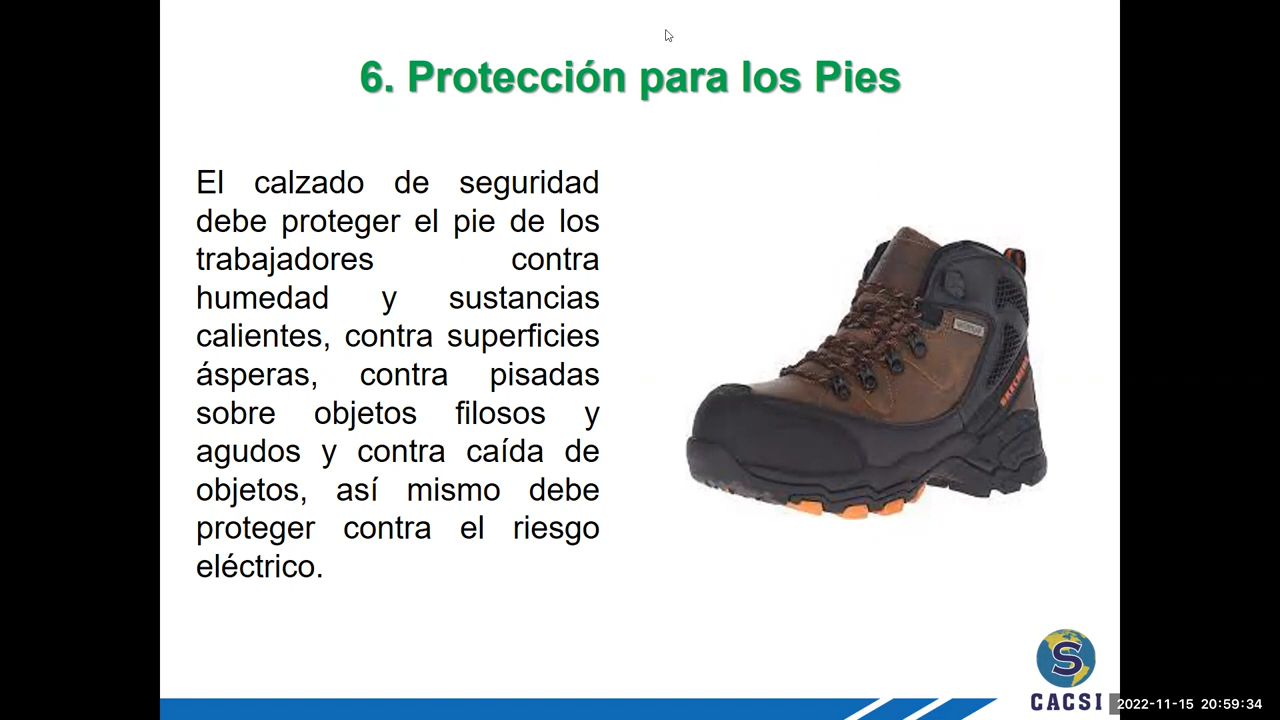 6. Protección para los Pies
El calzado de seguridad
debe proteger el pie de los
trabajadores contra
humedad y sustancias
calientes, contra superficies
ásperas, contra pisadas
sobre objetos filosos y
agudos y contra caída de
objetos, así mismo debe
proteger contra el riesgo
eléctrico.
S
CACSI
2022-11-15 20:59:34